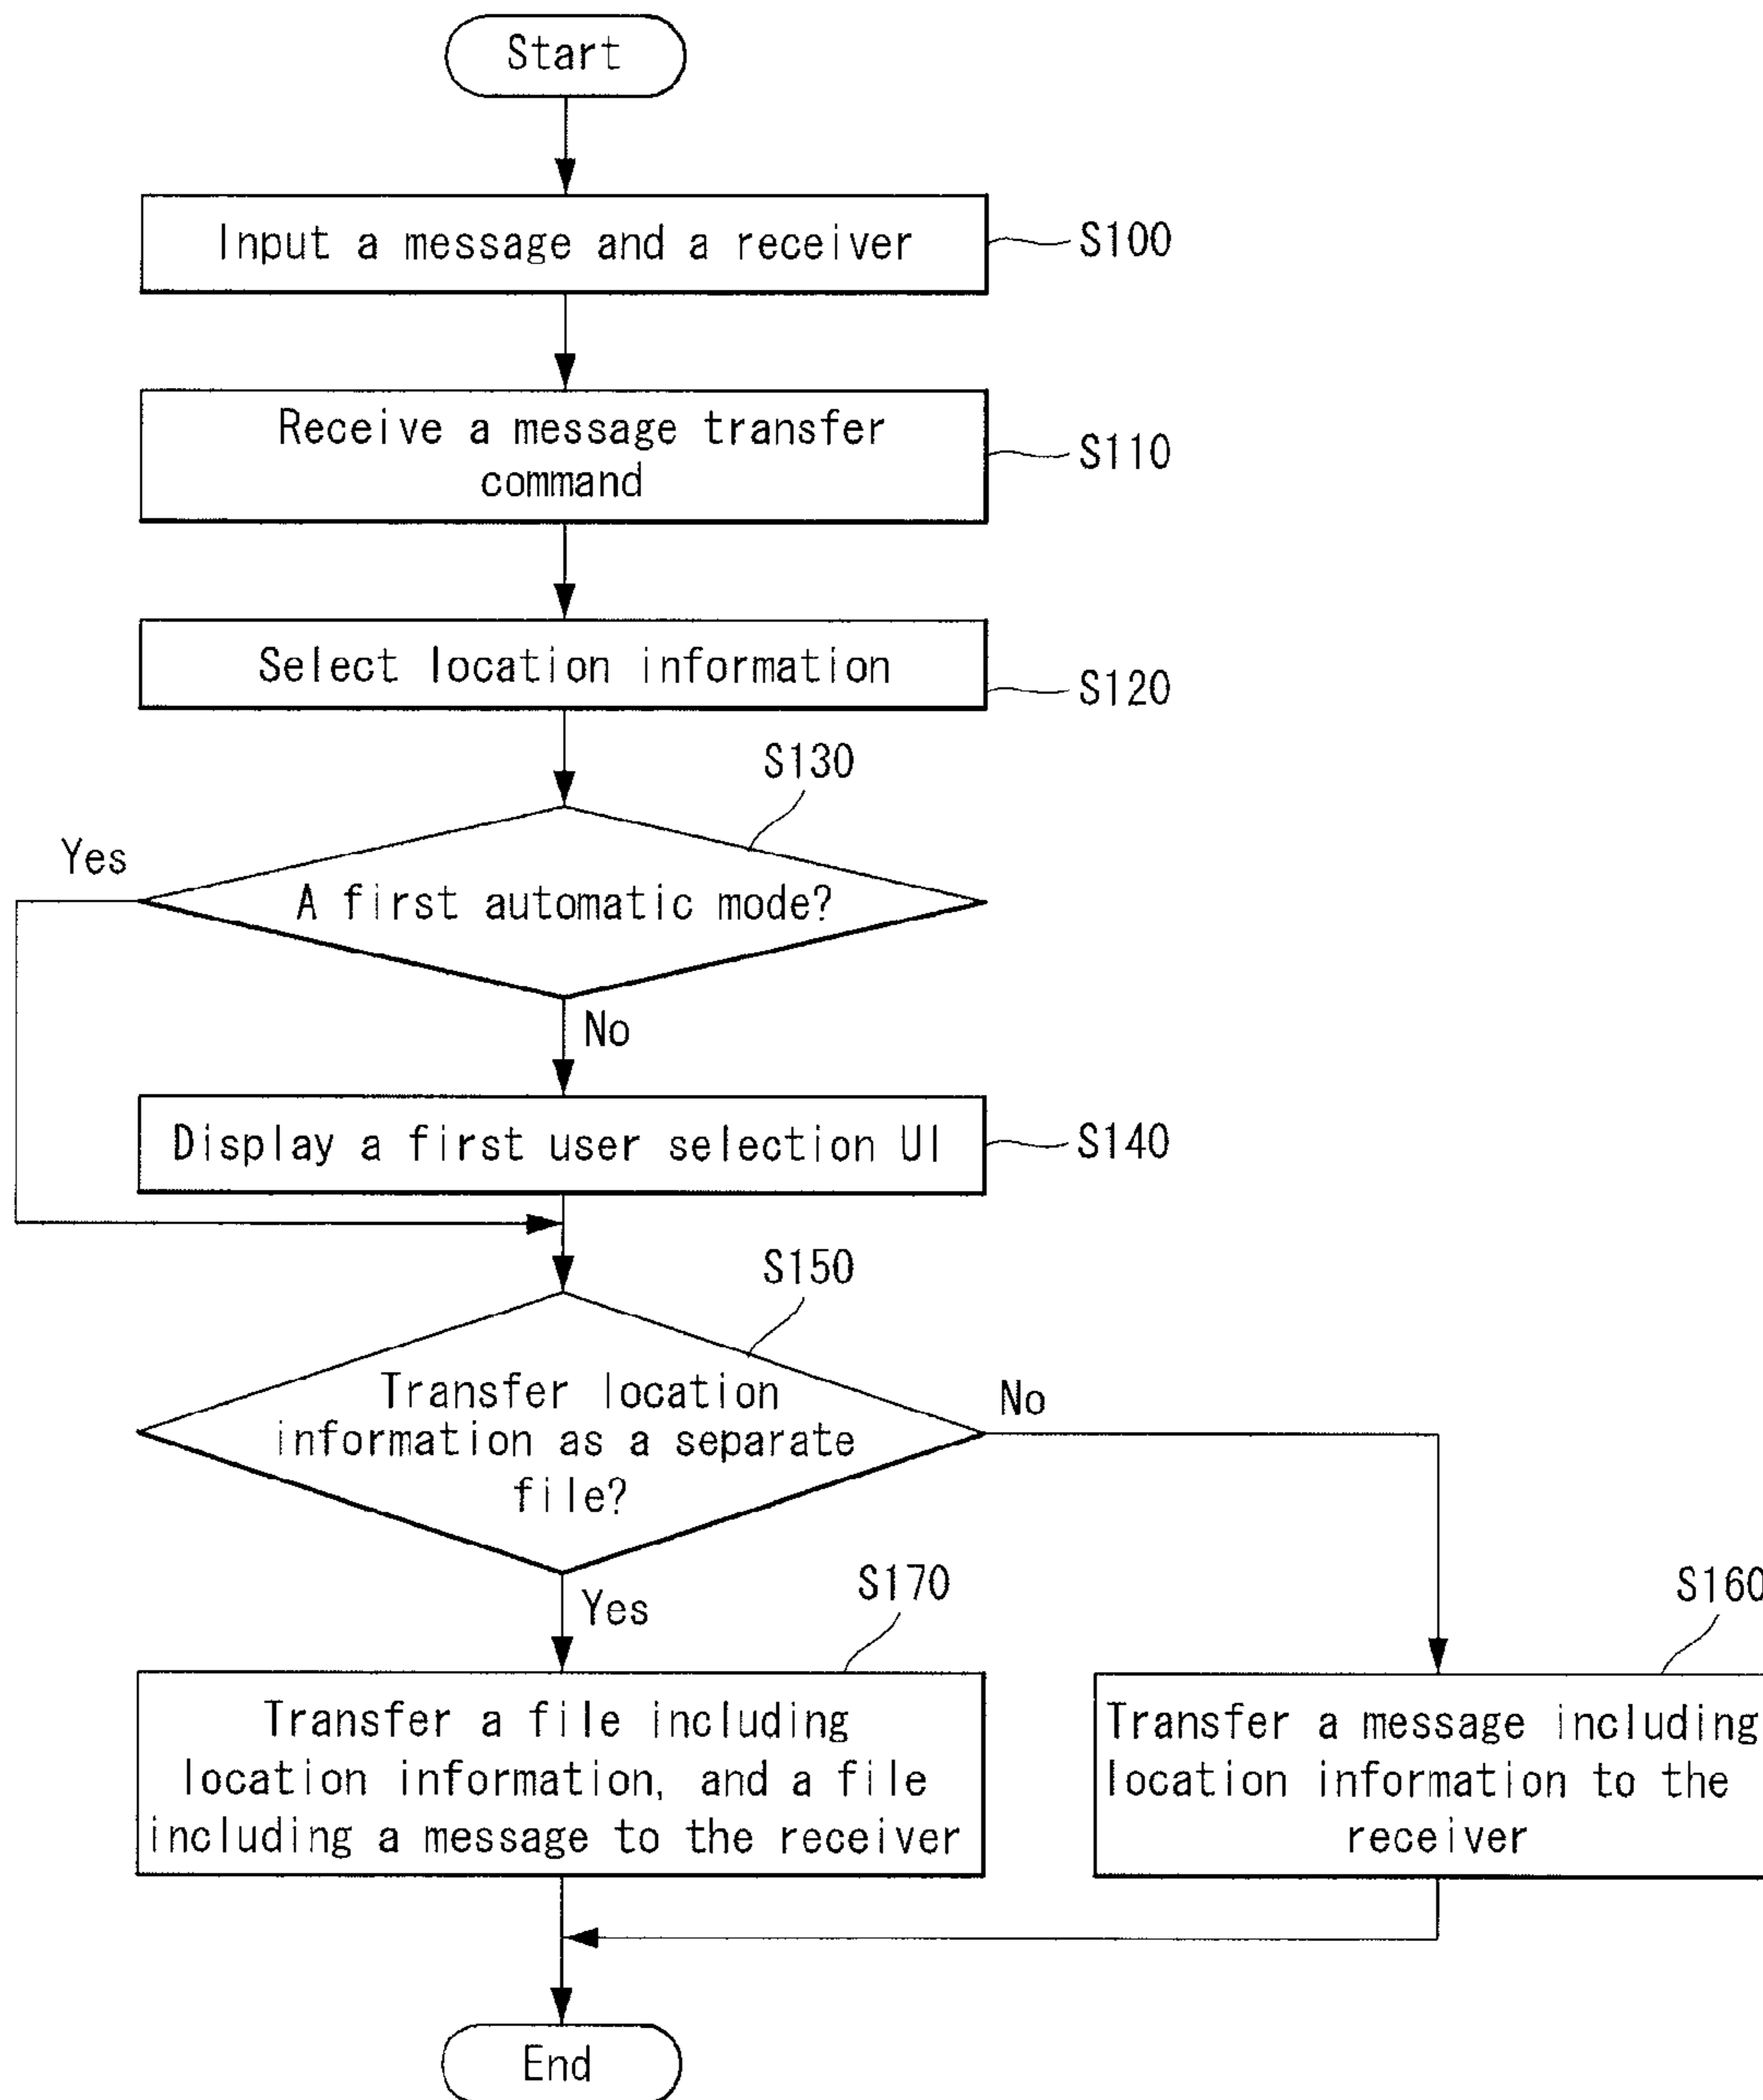 Start
Input a message and a receiver
S100
Receive a message transfer
command
S110
Select location information
S120
S130
Yes
A first automatic mode?
No
Display a first user selection UI
S140
S150
Transfer location
information as a separate
file?
No
Yes
S170
S160
Transfer a file including
location information, and a file
including a message to the receiver
Transfer a message including
location information to the
receiver
End